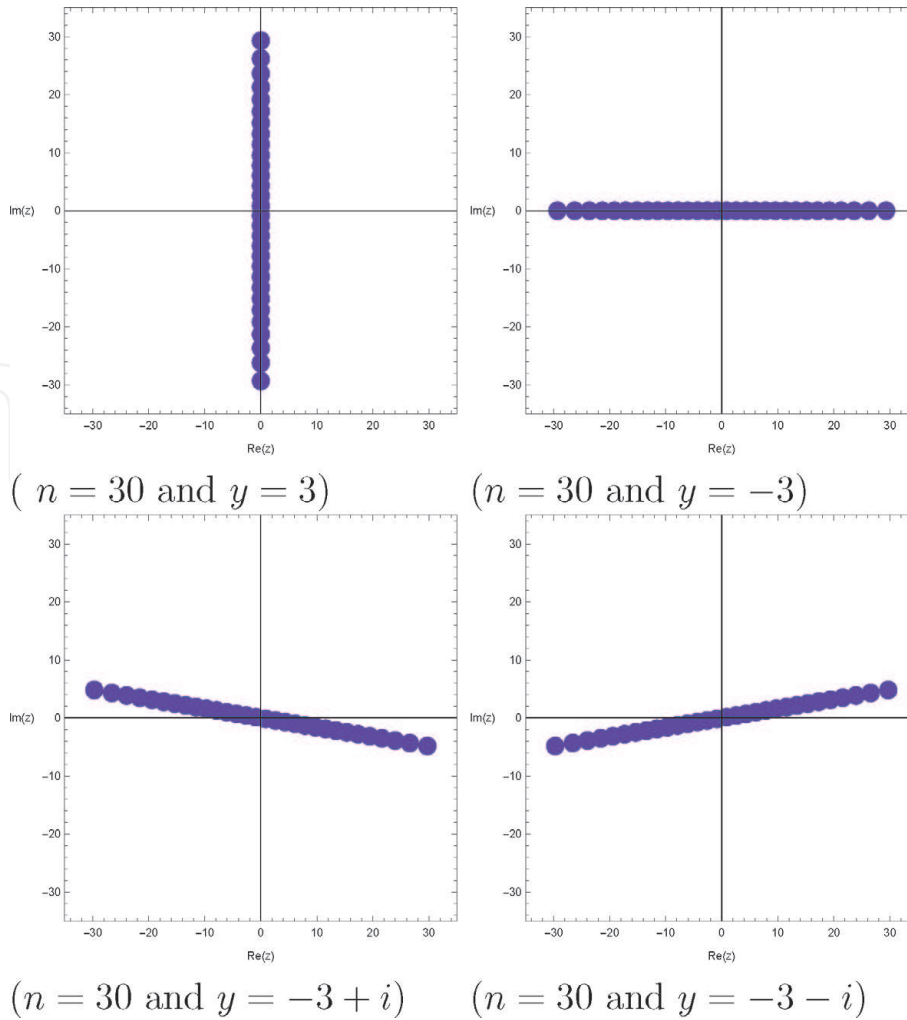 30
20
10
Im(z) 0
−10
−20
−30
−30 −20 −10 0 10 20 30
Re(z)
30
20
10
Im(z) 0
−10
−20
−30
−30 −20 −10 0 10 20 30
Re(z)
( n = 30 and y = 3)
(n = 30 and y = −3)
30
20
10
Im(z) 0
−10
−20
−30
−30 −20 −10 0 10 20 30
Re(z)
30
20
10
Im(z) 0
−10
−20
−30
−30 −20 −10 0 10 20 30
Re(z)
(n = 30 and y = −3 + i)
(n = 30 and y = −3 − i)